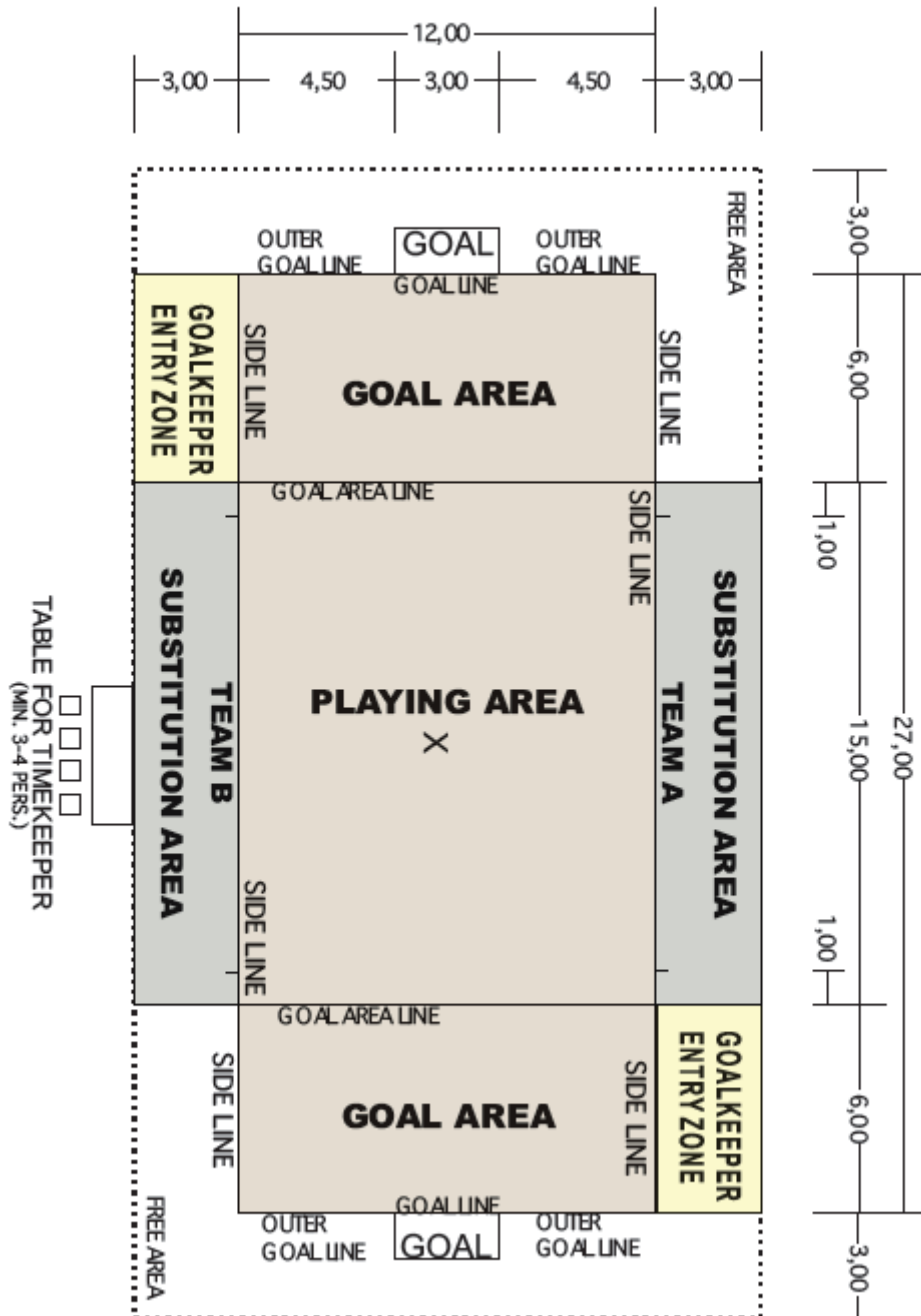 12,00
3,00
4,50
3,00
4,50
3,00
FREE AREA
3,00
OUTER
GOAL LINE
GOAL
OUTER
GOAL LINE
GOAL LINE
GOALKEEPER
ENTRYZONE
SIDE LINE
GOAL AREA
SIDE LINE
6,00
GOAL AREA LINE
SIDE LINE
1,00
SUBSTITUTION AREA
TEAM B
PLAYING AREA
X
TEAM A
SUBSTITUTION AREA
15,00
27,00
TABLE FOR TIMEKEEPER
(MIN. 3-4 PERS.)
SIDE LINE
1,00
GOAL AREA LINE
SIDE LINE
GOAL AREA
SIDE LINE
GOALKEEPER
ENTRYZONE
6,00
FREE AREA
GOAL LINE
OUTER
GOAL LINE
GOAL
OUTER
GOAL LINE
3,00